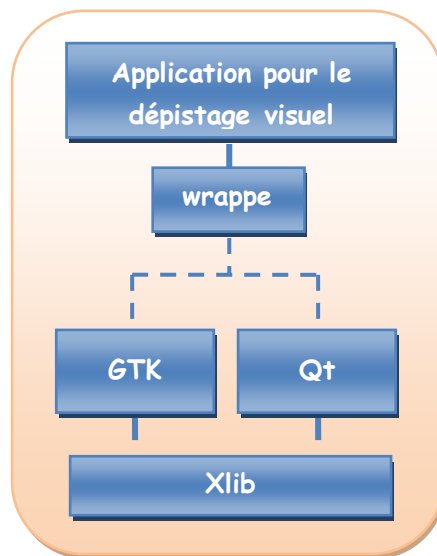 Application pour le
dépistage visuel
wrappe
GTK
Qt
Xlib